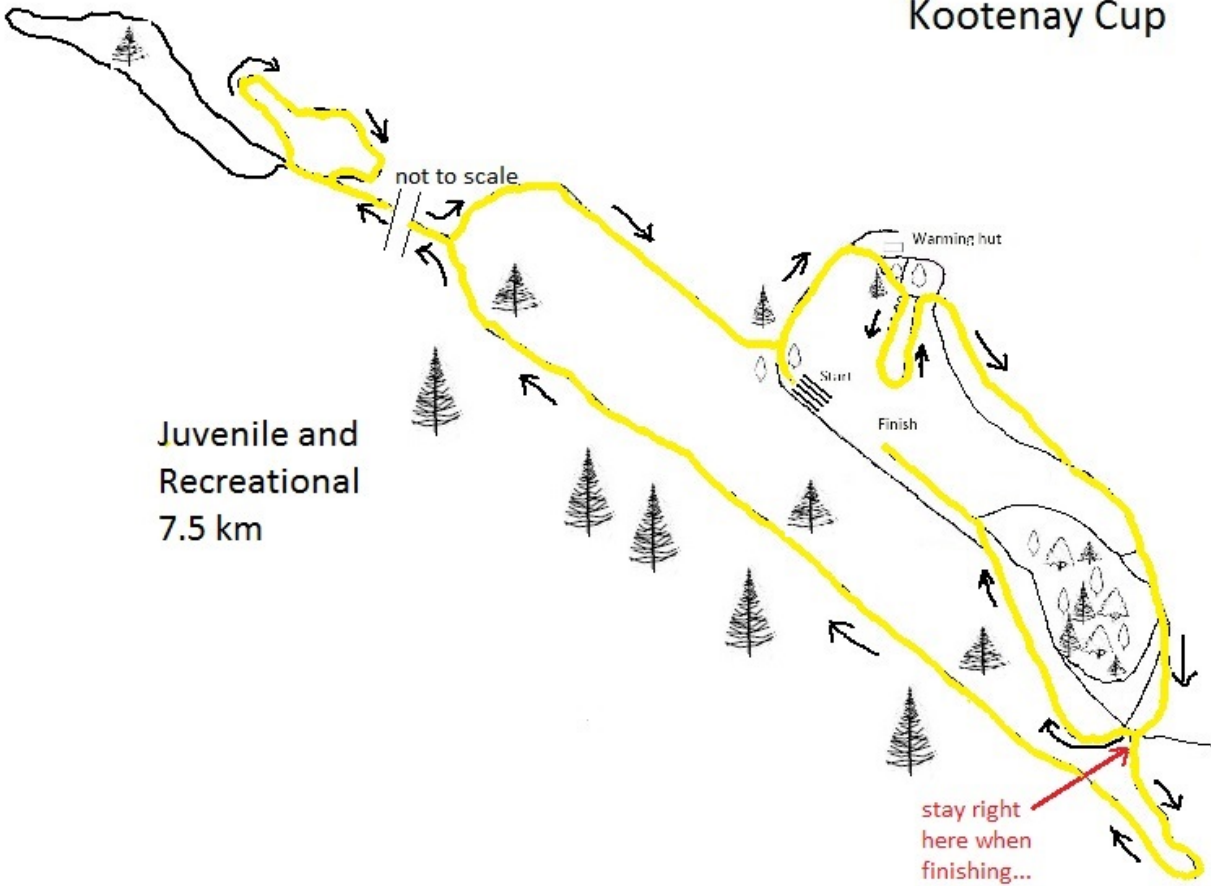 Kootenay Cup
not to scale
Warming hut
Start
Finish
Juvenile and
Recreational
7.5 km
stay right
here when
finishing...